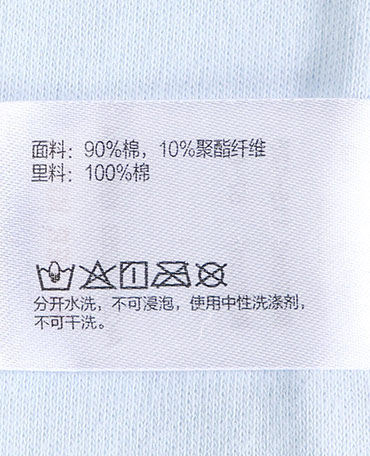 面料：90%棉，10%聚酯纤维
里料：100%棉
分开水洗，不可浸泡，使用中性洗涤剂，
不可干洗。